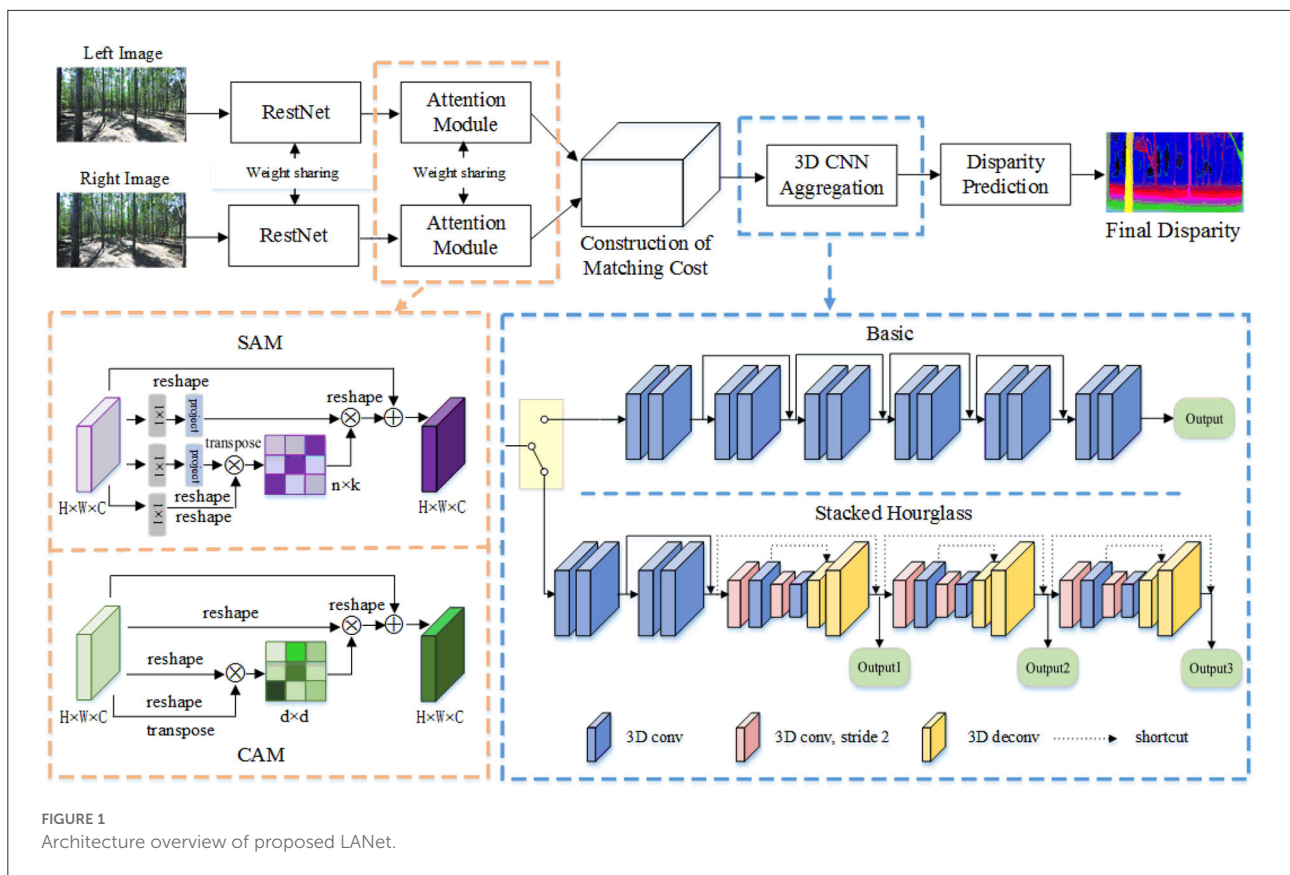 Left Image
RestNet
Attention
Module
Weight sharing
Weight sharing
Right Image
RestNet
Attention
Module
Construction of
Matching Cost
3D CNN
Aggregation
Disparity
Prediction
Final Disparity
SAM
reshape
1×1
project
reshape
transpose
1×1
project
n×k
1×1
reshape
reshape
H×W×C
H×W×C
reshape
reshape
reshape
reshape
transpose
d×d
H×W×C
H×W×C
CAM
Basic
Output
Stacked Hourglass
Output1
Output2
Output3
3D conv
3D conv, stride 2
3D deconv
shortcut
FIGURE 1
Architecture overview of proposed LANet.